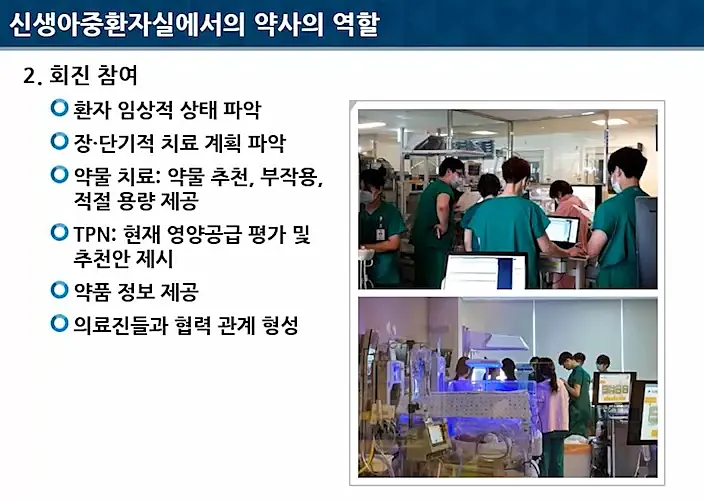 신생아중환자실에서의 약사의 역할
2. 회진 참여
환자 임상적 상태 파악
장·단기적 치료 계획 파악
약물 치료: 약물 추천, 부작용,
적절 용량 제공
TPN: 현재 영양공급 평가 및
추천안 제시
약품 정보 제공
의료진들과 협력 관계 형성